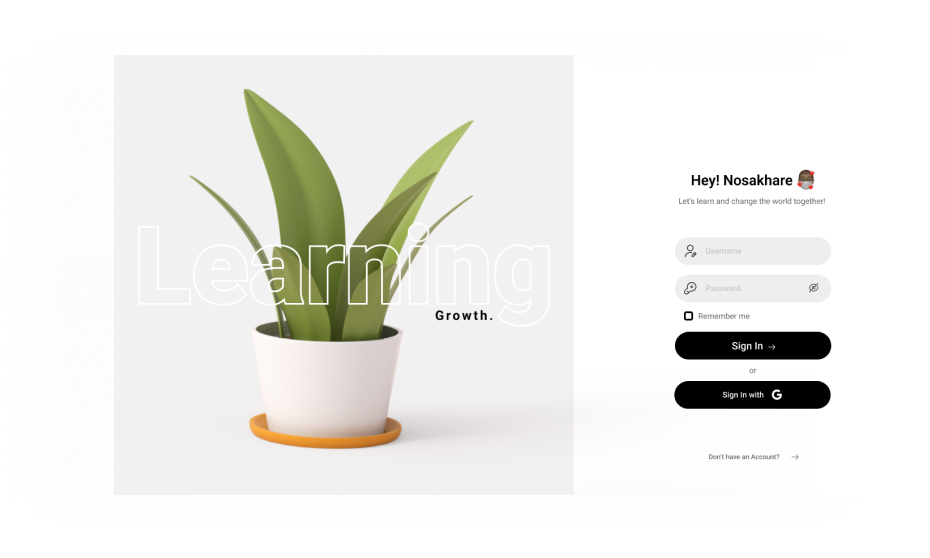 Learning
Growth.
Hey! Nosakhare
Let's learn and change the world together!
Username
Password
Remember me
Sign In →
or
Sign In with G
Don't have an Account? →